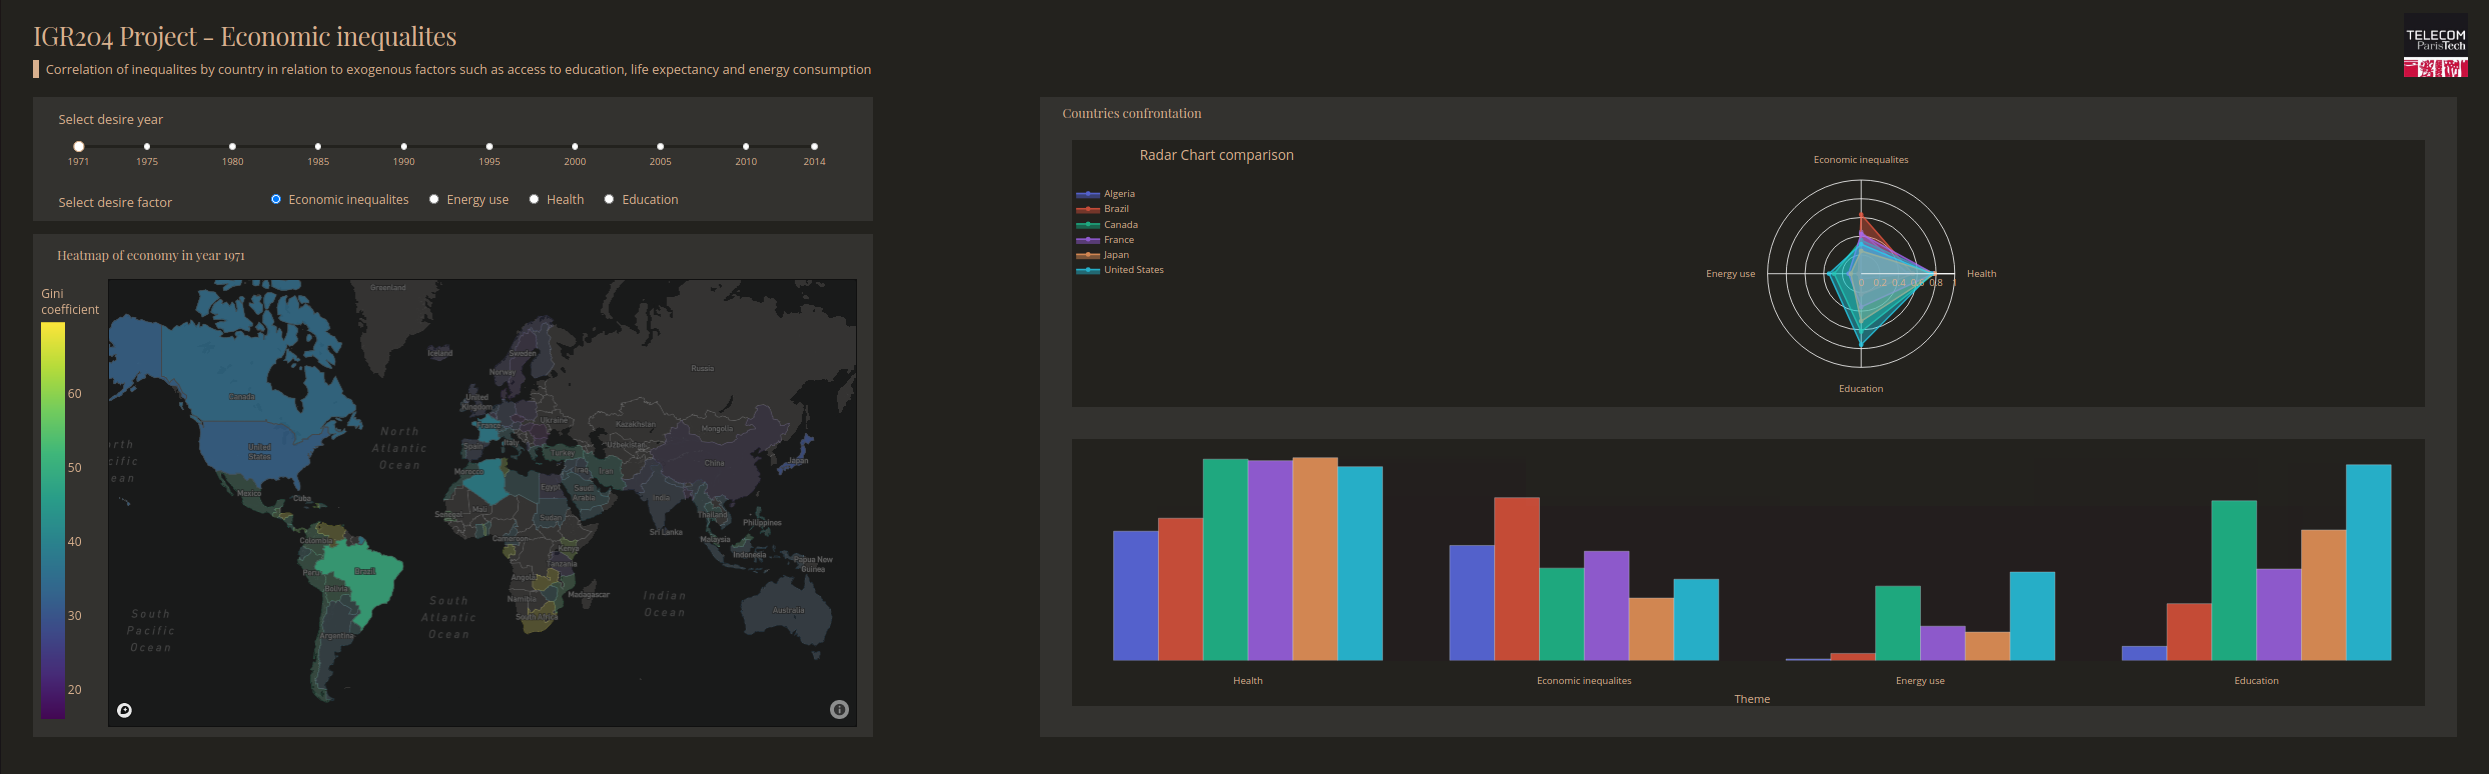 IGR204 Project - Economic inequalites
Correlation of inequalites by country in relation to exogenous factors such as access to education, life expectancy and energy consumption
TELECOM
ParisTech
Select desire year
1971 1975 1980 1985 1990 1995 2000 2005 2010 2014
Select desire factor
Economic inequalites Energy use Health Education
Heatmap of economy in year 1971
Gini
coefficient
60
50
40
30
20
Greenland
Iceland
Sweden
Norway
Russia
United
Kingdom
Canada
France
Ukraine
Kazakhstan
Mongolia
Uzbekistan
North
Atlantic
Ocean
United
States
Spain
Italy
Turkey
China
Japan
Morocco
Iraq
Iran
Mexico
Cuba
Egypt
Saudi
Arabia
India
Senegal
Mali
Sudan
Thailand
Philippines
Sri Lanka
Colombia
Cameroon
Kenya
Malaysia
Indonesia
Papua New
Guinea
Peru
Brazil
Tanzania
Angola
Bolivia
Namibia
Madagascar
South
Pacific
Ocean
South
Atlantic
Ocean
Indian
Ocean
Australia
South Africa
Argentina
Countries confrontation
Radar Chart comparison
Algeria
Brazil
Canada
France
Japan
United States
Economic inequalites
Energy use
0 0.2 0.4 0.6 0.8 1
Health
Education
Health Economic inequalites Energy use Education
Theme